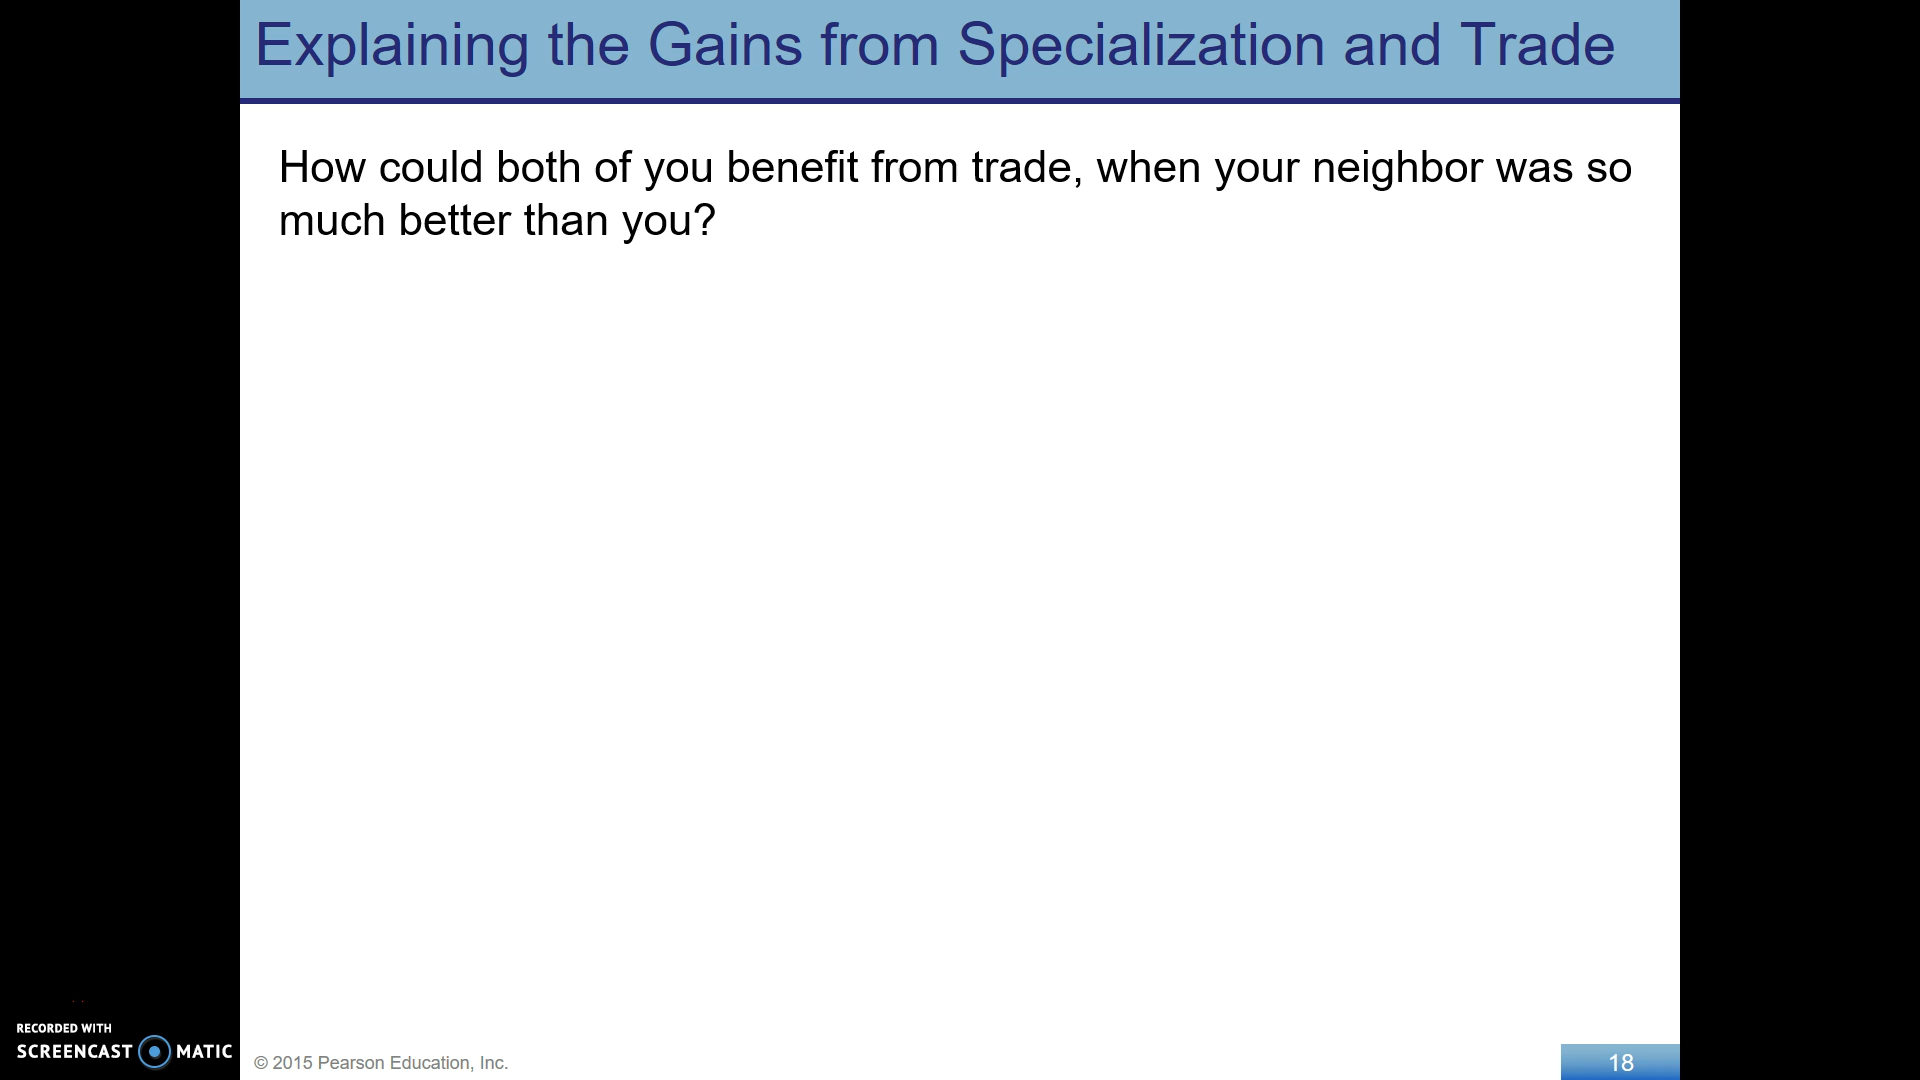 Explaining the Gains from Specialization and Trade
How could both of you benefit from trade, when your neighbor was so
much better than you?
RECORDED WITH
SCREENCAST MATIC
© 2015 Pearson Education, Inc.
18